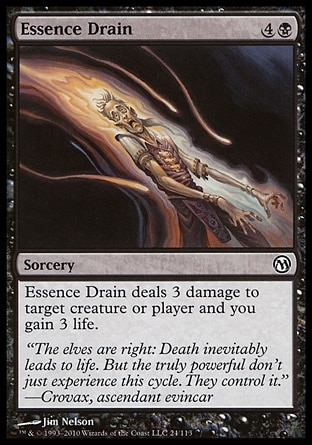 Essence Drain 4
Sorcery
Essence Drain deals 3 damage to
target creature or player and you
gain 3 life.
"The elves are right: Death inevitably
leads to life. But the truly powerful don't
just experience this cycle. They control it."
—Crovax, ascendant evincar
Jim Nelson
™ & © 1993–2010 Wizards of the Coast LLC 24/113